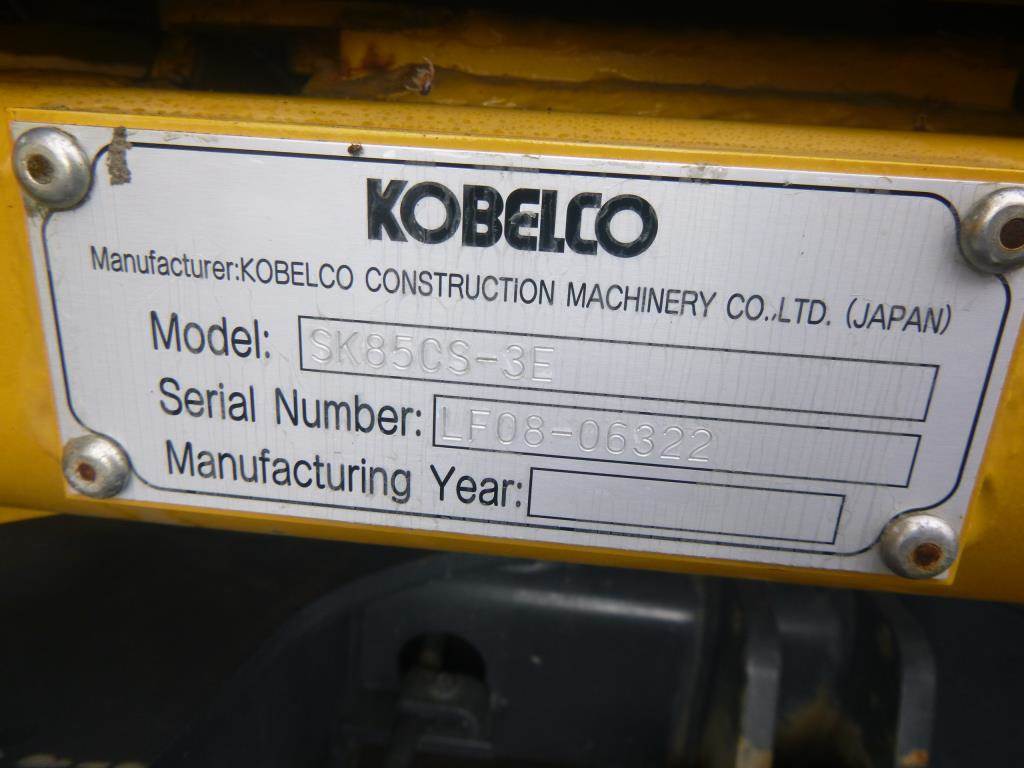 KOBELCO
Manufacturer:KOBELCO CONSTRUCTION MACHINERY CO.,LTD. (JAPAN)
Model: SK85CS-3E
Serial Number: LF08-06322
Manufacturing Year: